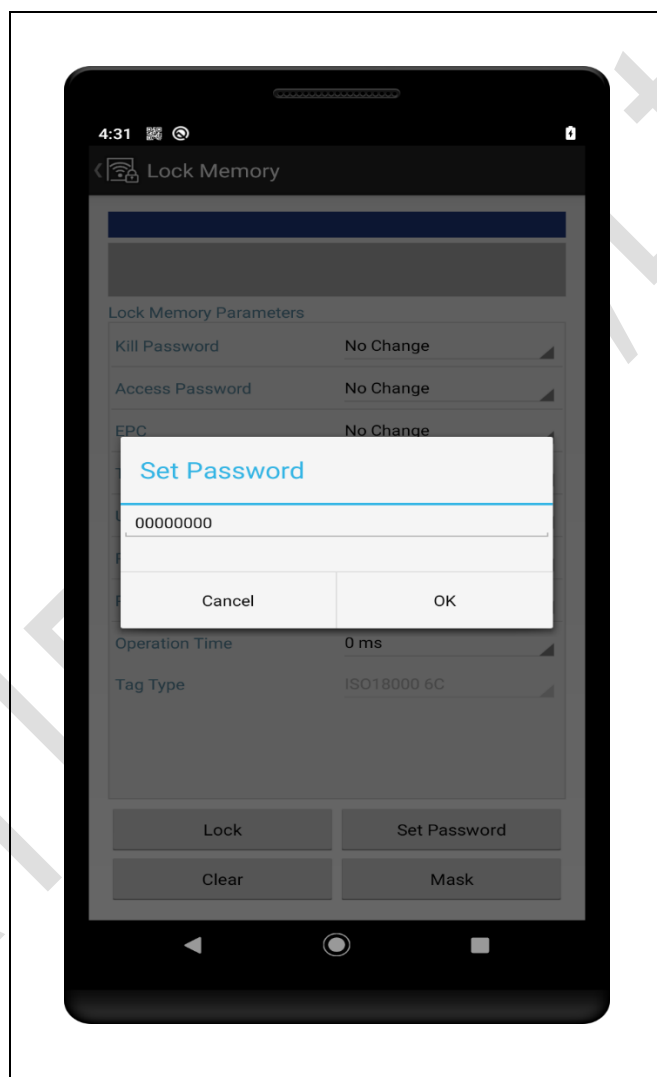 4:31
Lock Memory
Lock Memory Parameters
Kill Password No Change
Access Password No Change
EPC No Change
Set Password
00000000
Cancel OK
Operation Time 0 ms
Tag Type ISO18000 6C
Lock Set Password
Clear Mask